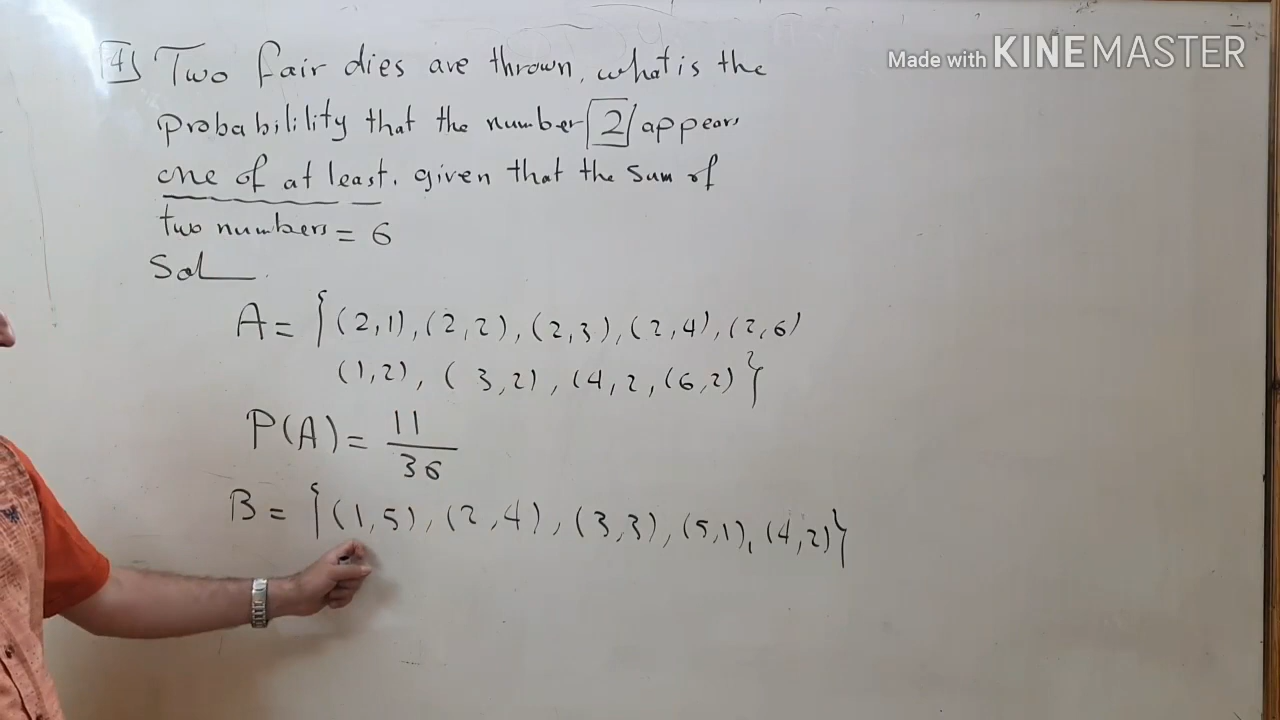 Made with KINEMASTER
4) Two fair dies are thrown, what is the
probabilility that the number 2 appears
one of at least. given that the sum of
two numbers = 6
Sol
A = {(2,1), (2,2), (2,3), (2,4), (2,6)
(1,2), (3,2), (4,2, (6,2)}
P(A) = 11/36
B = {(1,5), (2,4), (3,3), (5,1), (4,2)}